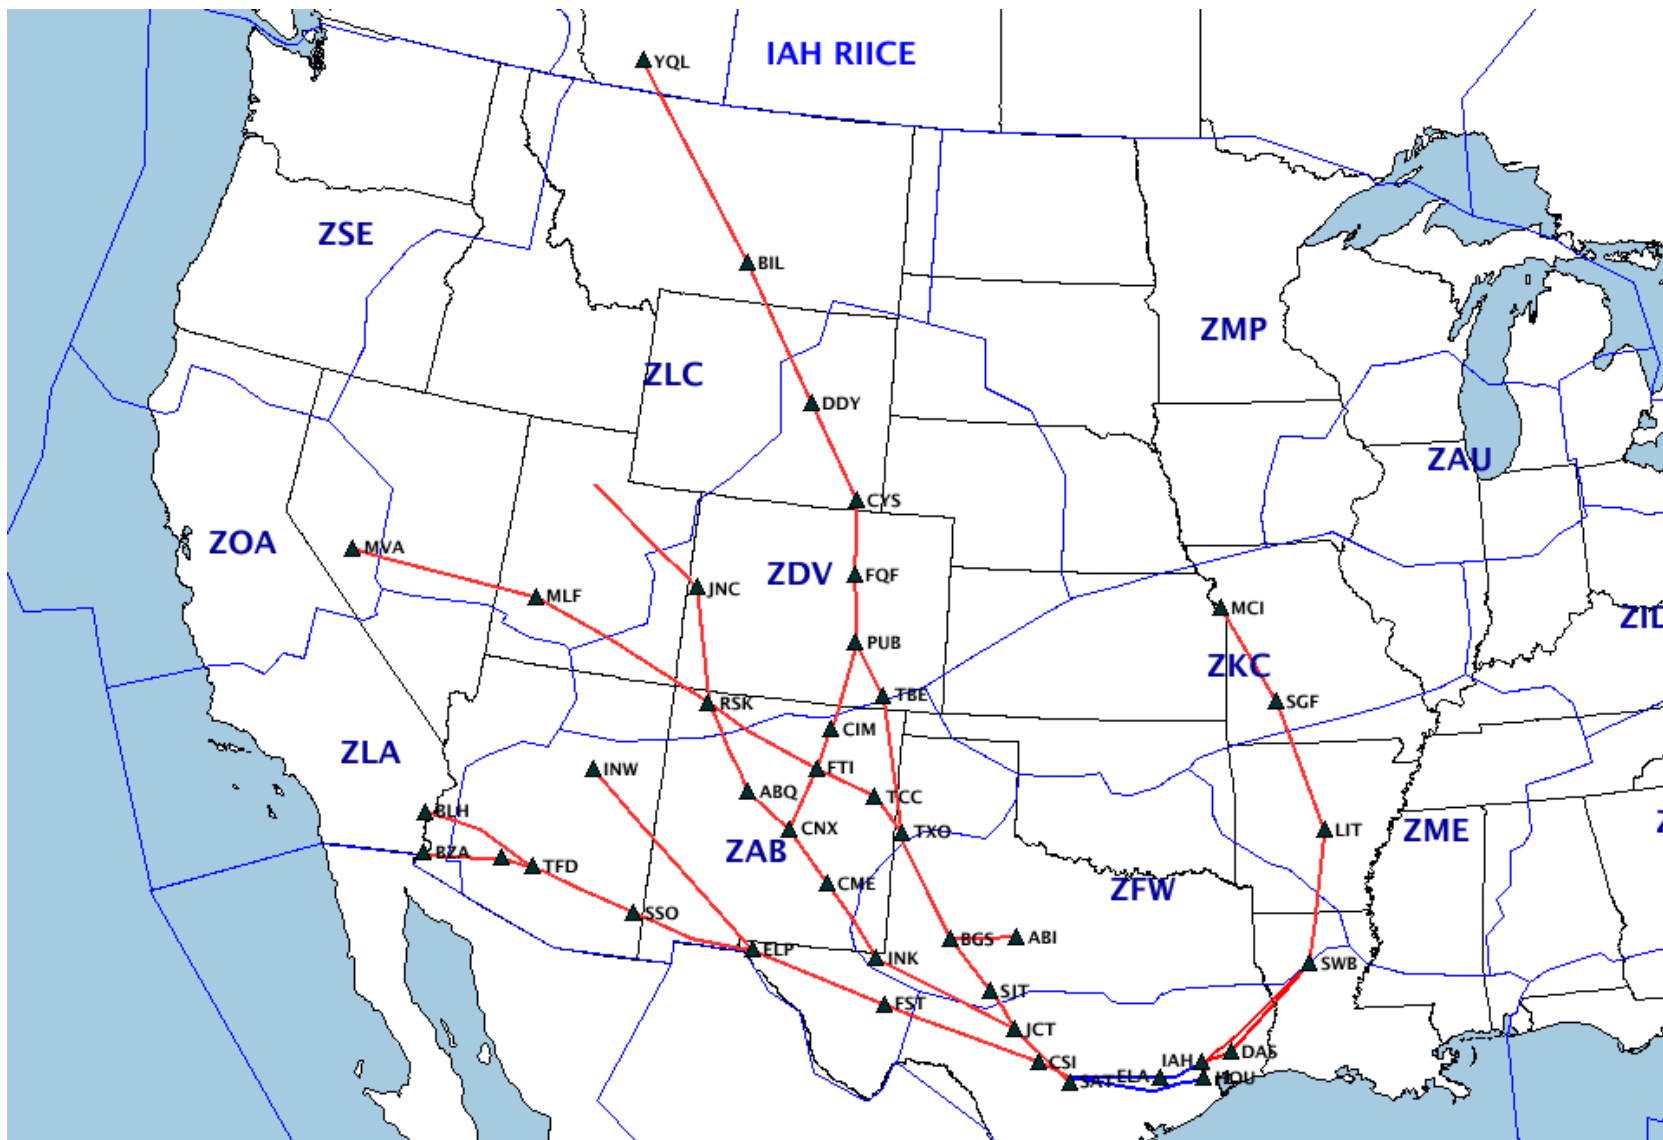 IAH RIICE
YQL
ZSE
BIL
ZMP
ZLC
DDY
ZAU
CYS
ZOA
MVA
ZDV
FQF
JNC
MLF
MCI
PUB
ZKC
TBE
RSK
SGF
CIM
ZLA
INW
FTI
ABQ
TCC
BLH
CNX
TXO
LIT
ZME
BZA
ZAB
TFD
CME
ZFW
SSO
BGS
ABI
ELP
INK
SWB
SJT
FST
JCT
CSI
IAH
DAS
SAT
ELA
HOU